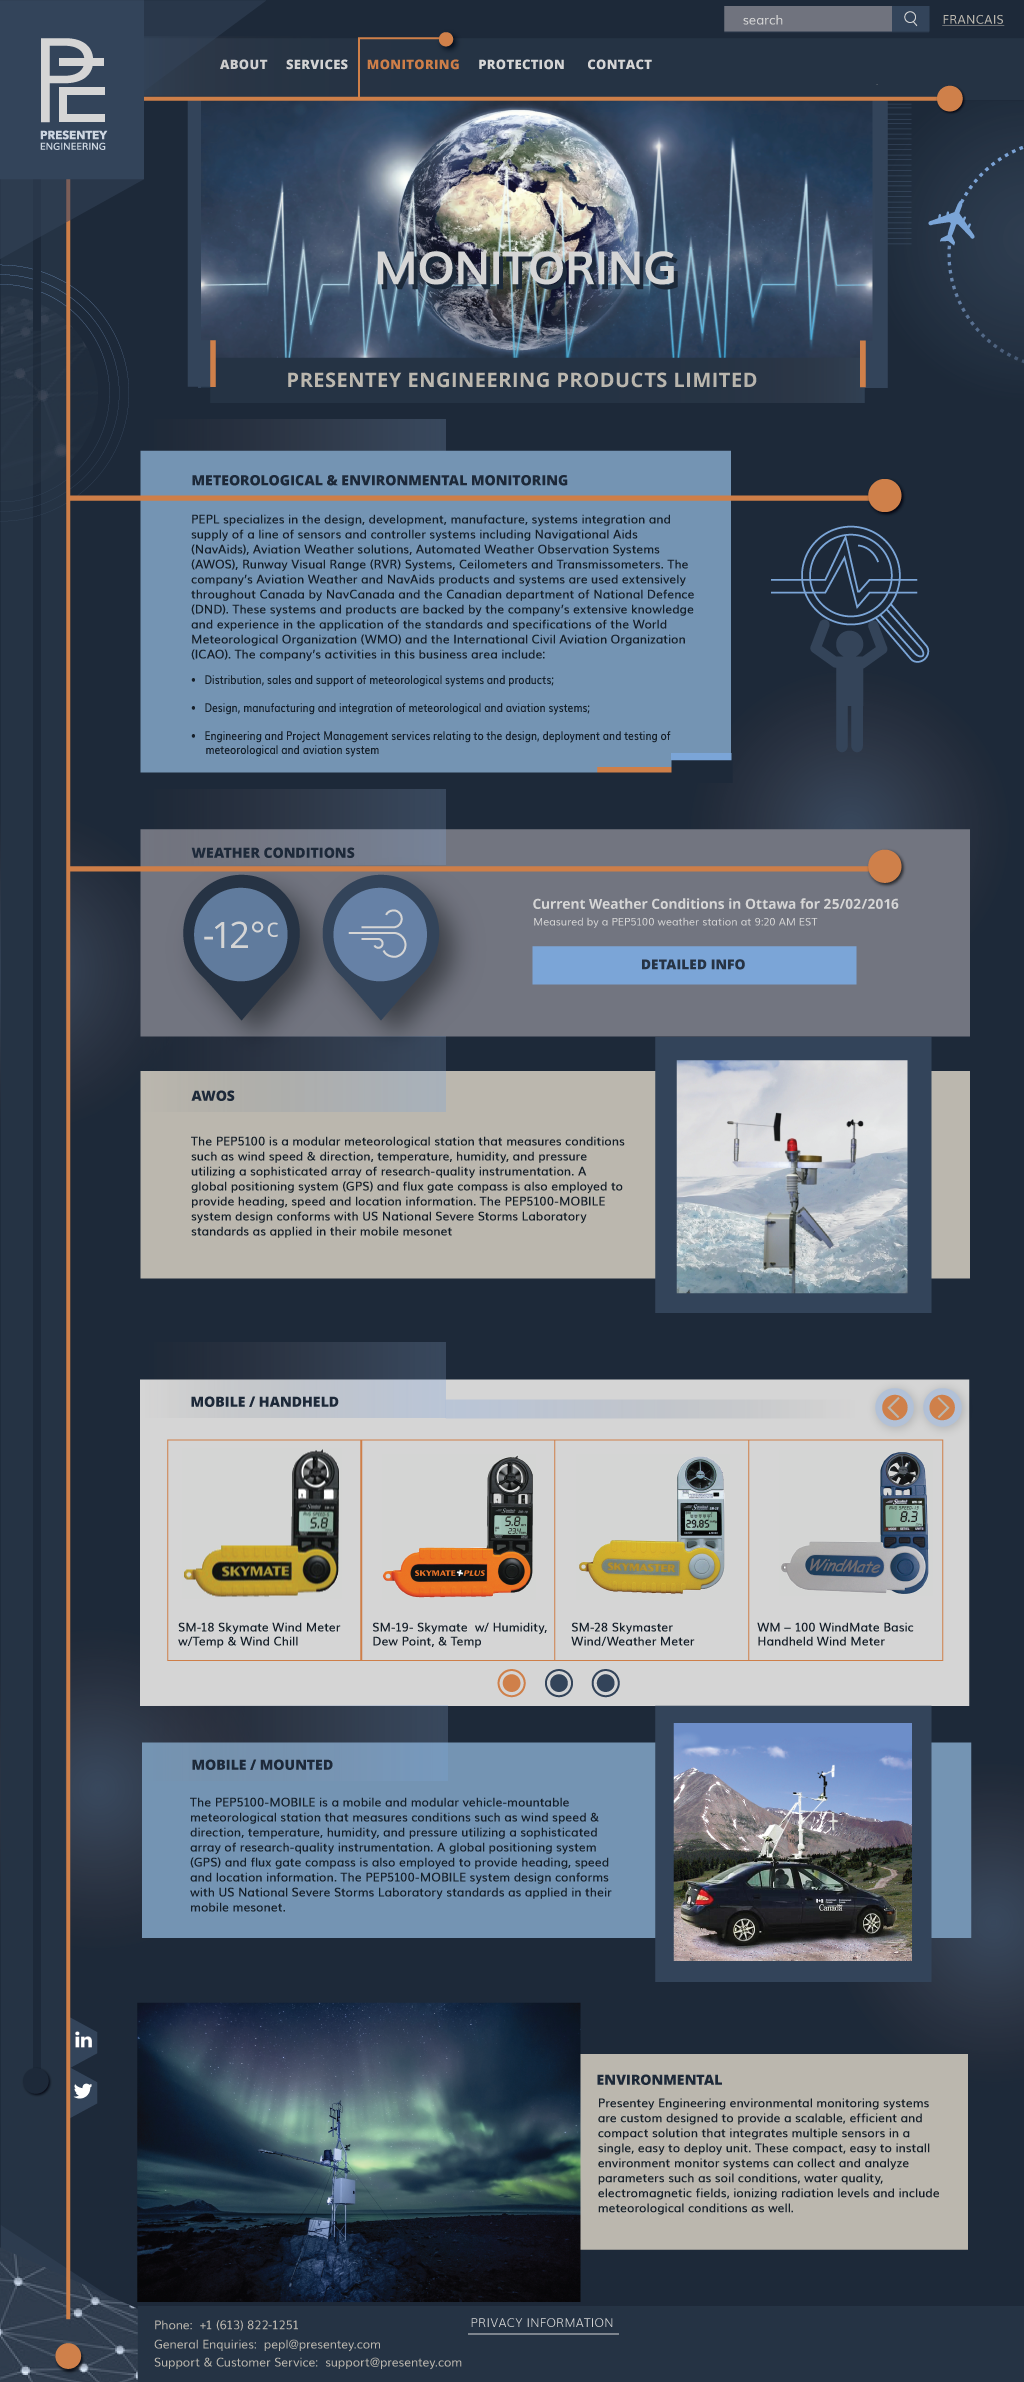 search
FRANCAIS
ABOUT SERVICES MONITORING PROTECTION CONTACT
PRESENTEY
ENGINEERING
MONITORING
PRESENTEY ENGINEERING PRODUCTS LIMITED
METEOROLOGICAL & ENVIRONMENTAL MONITORING
PEPL specializes in the design, development, manufacture, systems integration and
supply of a line of sensors and controller systems including Navigational Aids
(NavAids), Aviation Weather solutions, Automated Weather Observation Systems
(AWOS), Runway Visual Range (RVR) Systems, Ceilometers and Transmissometers. The
company's Aviation Weather and NavAids products and systems are used extensively
throughout Canada by NavCanada and the Canadian department of National Defence
(DND). These systems and products are backed by the company's extensive knowledge
and experience in the application of the standards and specifications of the World
Meteorological Organization (WMO) and the International Civil Aviation Organization
(ICAO). The company's activities in this business area include:
• Distribution, sales and support of meteorological systems and products;
• Design, manufacturing and integration of meteorological and aviation systems;
• Engineering and Project Management services relating to the design, deployment and testing of
meteorological and aviation system
WEATHER CONDITIONS
-12°C
Current Weather Conditions in Ottawa for 25/02/2016
Measured by a PEP5100 weather station at 9:20 AM EST
DETAILED INFO
AWOS
The PEP5100 is a modular meteorological station that measures conditions
such as wind speed & direction, temperature, humidity, and pressure
utilizing a sophisticated array of research-quality instrumentation. A
global positioning system (GPS) and flux gate compass is also employed to
provide heading, speed and location information. The PEP5100-MOBILE
system design conforms with US National Severe Storms Laboratory
standards as applied in their mobile mesonet
MOBILE / HANDHELD
5.8
SKYMATE
5.8
SKYMATE+PLUS
29.85
SKYMASTER
8.3
WindMate
SM-18 Skymate Wind Meter
w/Temp & Wind Chill
SM-19- Skymate w/ Humidity,
Dew Point, & Temp
SM-28 Skymaster
Wind/Weather Meter
WM – 100 WindMate Basic
Handheld Wind Meter
MOBILE / MOUNTED
The PEP5100-MOBILE is a mobile and modular vehicle-mountable
meteorological station that measures conditions such as wind speed &
direction, temperature, humidity, and pressure utilizing a sophisticated
array of research-quality instrumentation. A global positioning system
(GPS) and flux gate compass is also employed to provide heading, speed
and location information. The PEP5100-MOBILE system design conforms
with US National Severe Storms Laboratory standards as applied in their
mobile mesonet.
Canada
in
ENVIRONMENTAL
Presentey Engineering environmental monitoring systems
are custom designed to provide a scalable, efficient and
compact solution that integrates multiple sensors in a
single, easy to deploy unit. These compact, easy to install
environment monitor systems can collect and analyze
parameters such as soil conditions, water quality,
electromagnetic fields, ionizing radiation levels and include
meteorological conditions as well.
Phone: +1 (613) 822-1251
General Enquiries: pepl@presentey.com
Support & Customer Service: support@presentey.com
PRIVACY INFORMATION